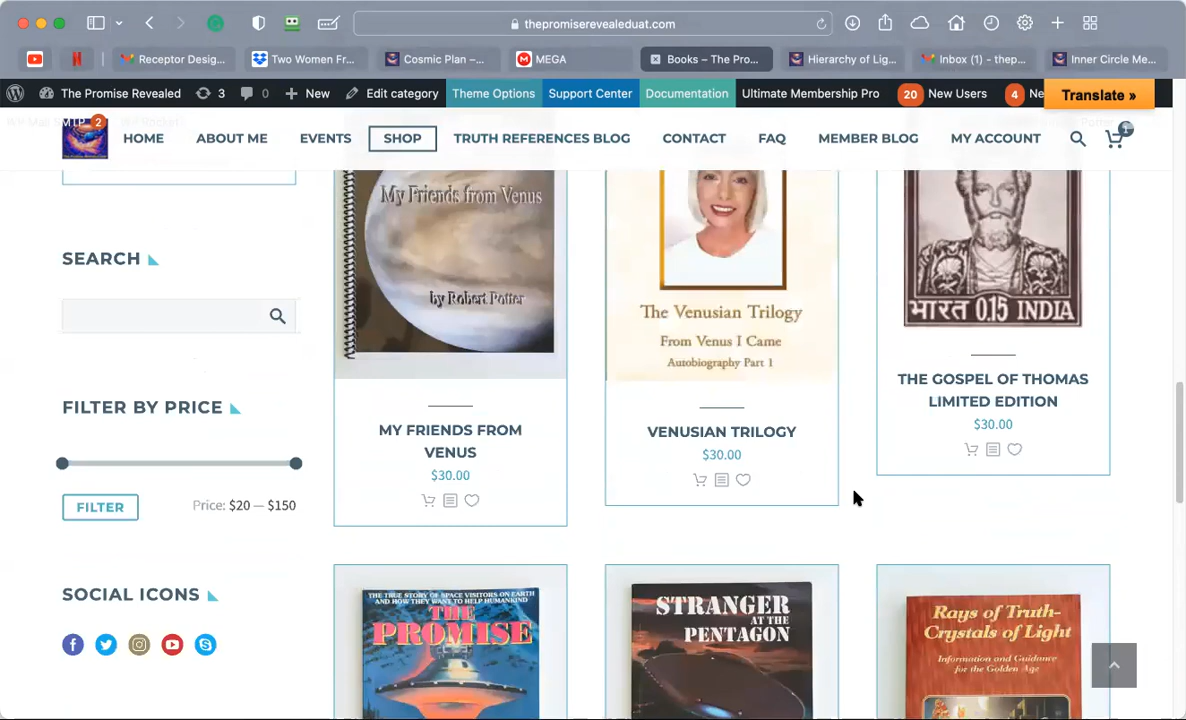 thepromiserevealeduat.com
Receptor Desig...
Two Women Fr...
Cosmic Plan –...
MEGA
Books – The Pro...
Hierarchy of Lig...
Inbox (1) - thep...
Inner Circle Me...
The Promise Revealed
3
0
New
Edit category
Theme Options
Support Center
Documentation
Ultimate Membership Pro
20
New Users
4
Ne
Translate »
2
HOME
ABOUT ME
EVENTS
SHOP
TRUTH REFERENCES BLOG
CONTACT
FAQ
MEMBER BLOG
MY ACCOUNT
SEARCH
FILTER BY PRICE
FILTER
Price: $20 — $150
SOCIAL ICONS
My Friends from Venus
by Robert Potter
MY FRIENDS FROM
VENUS
$30.00
The Venusian Trilogy
From Venus I Came
Autobiography Part 1
VENUSIAN TRILOGY
$30.00
भारत 0.15 INDIA
THE GOSPEL OF THOMAS
LIMITED EDITION
$30.00
THE TRUE STORY OF SPACE VISITORS ON EARTH
AND HOW THEY WANT TO HELP HUMANKIND
THE
PROMISE
STRANGER
AT THE
PENTAGON
Rays of Truth-
Crystals of Light
Information and Guidance
for the Golden Age